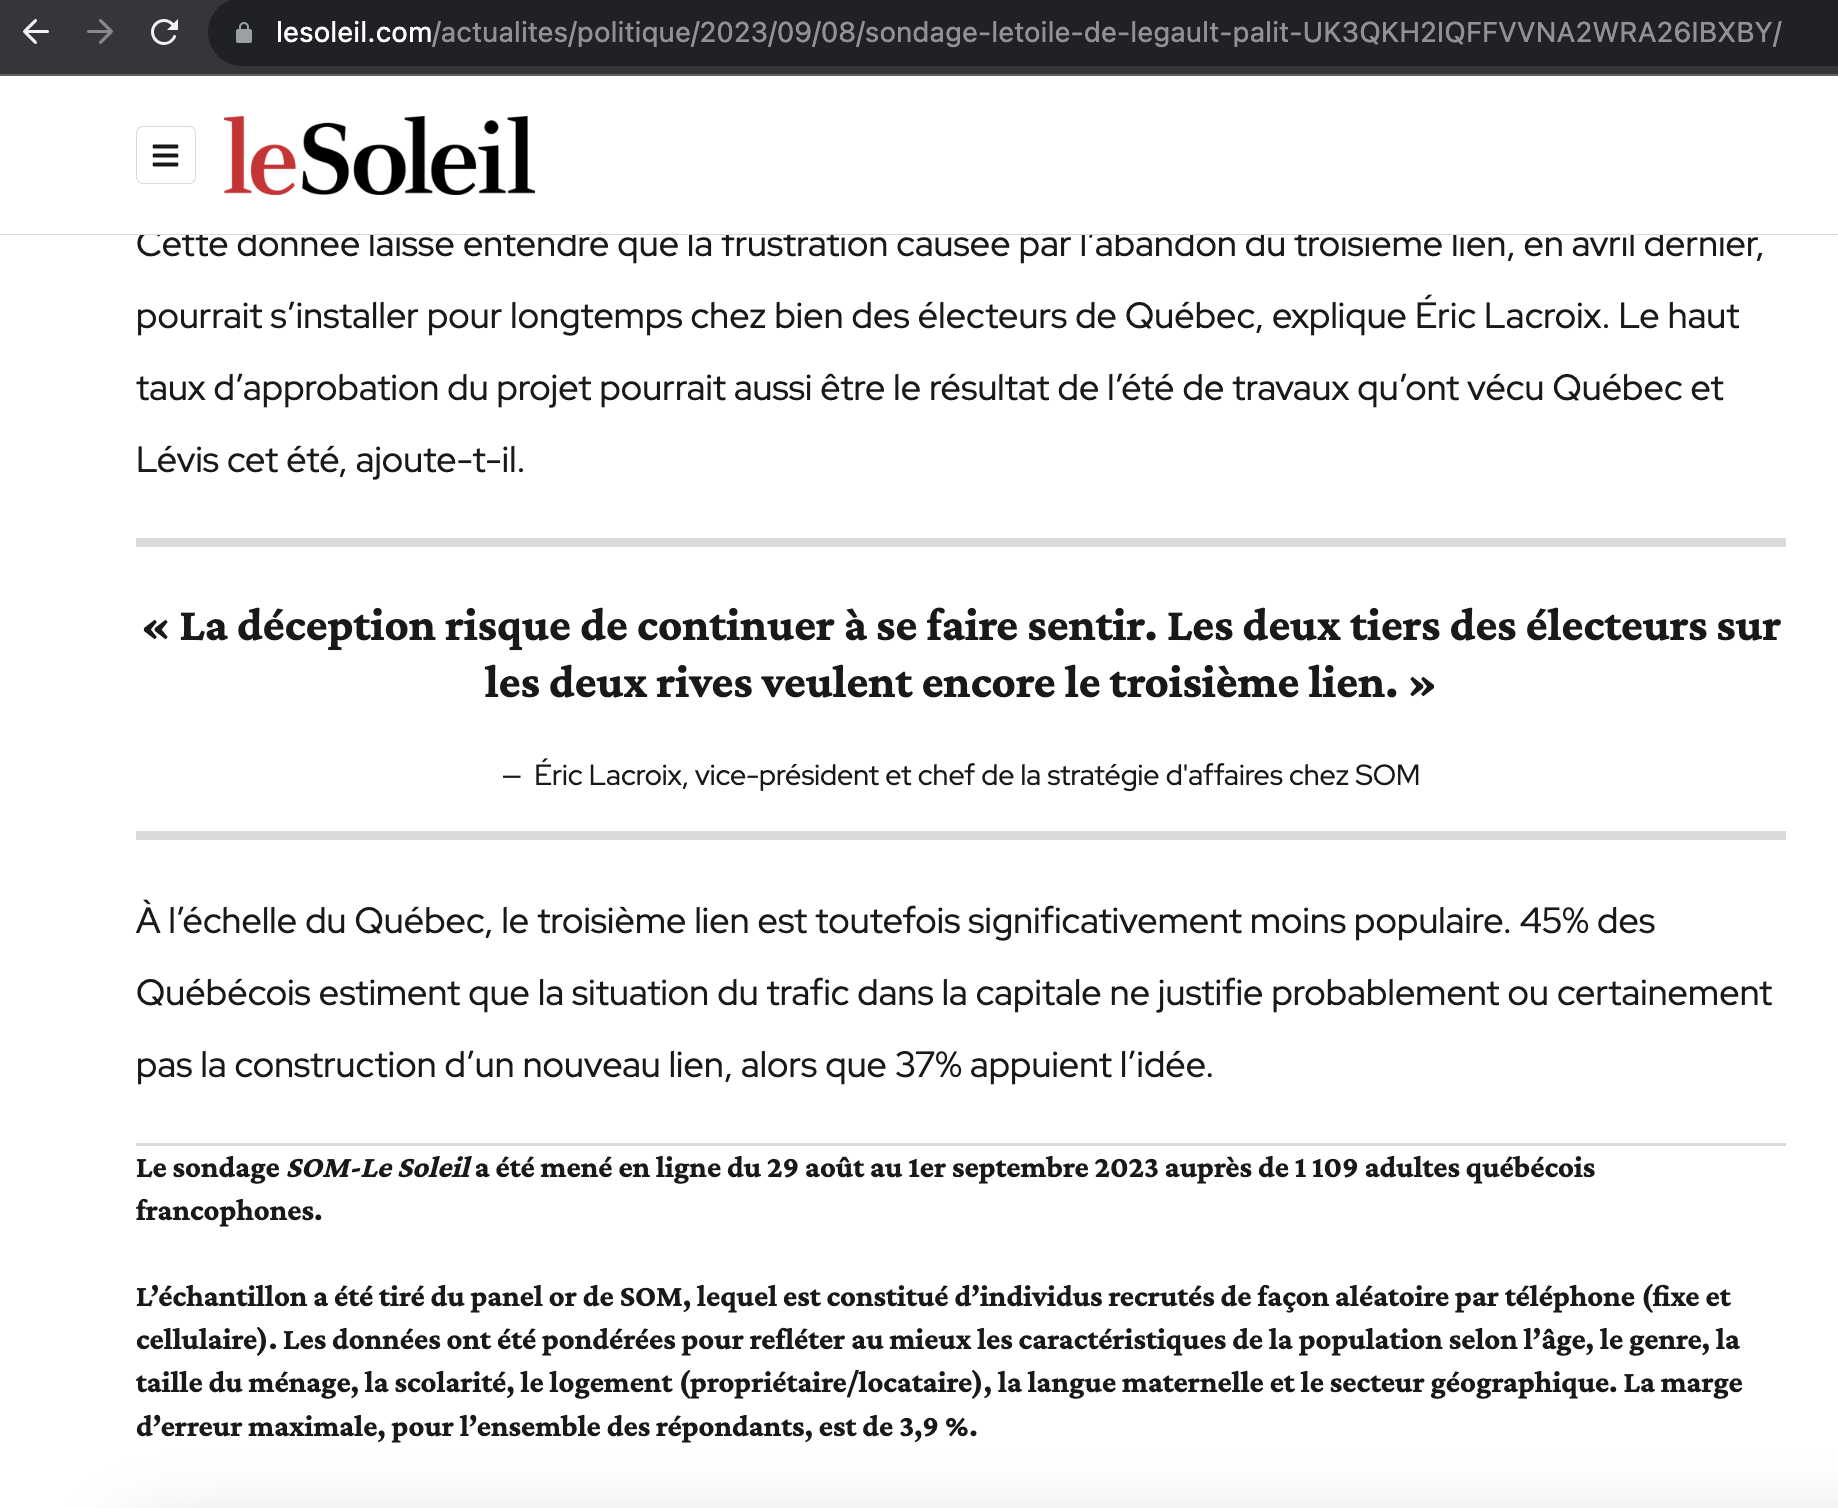 lesoleil.com/actualites/politique/2023/09/08/sondage-letoile-de-legault-palit-UK3QKH2IQFFVVNA2WRA26IBXBY/
leSoleil
Cette donnée laisse entendre que la frustration causée par l’abandon du troisième lien, en avril dernier,
pourrait s’installer pour longtemps chez bien des électeurs de Québec, explique Éric Lacroix. Le haut
taux d’approbation du projet pourrait aussi être le résultat de l’été de travaux qu’ont vécu Québec et
Lévis cet été, ajoute-t-il.
« La déception risque de continuer à se faire sentir. Les deux tiers des électeurs sur
les deux rives veulent encore le troisième lien. »
— Éric Lacroix, vice-président et chef de la stratégie d'affaires chez SOM
À l’échelle du Québec, le troisième lien est toutefois significativement moins populaire. 45% des
Québécois estiment que la situation du trafic dans la capitale ne justifie probablement ou certainement
pas la construction d’un nouveau lien, alors que 37% appuient l’idée.
Le sondage SOM-Le Soleil a été mené en ligne du 29 août au 1er septembre 2023 auprès de 1 109 adultes québécois
francophones.
L’échantillon a été tiré du panel or de SOM, lequel est constitué d’individus recrutés de façon aléatoire par téléphone (fixe et
cellulaire). Les données ont été pondérées pour refléter au mieux les caractéristiques de la population selon l’âge, le genre, la
taille du ménage, la scolarité, le logement (propriétaire/locataire), la langue maternelle et le secteur géographique. La marge
d’erreur maximale, pour l’ensemble des répondants, est de 3,9 %.